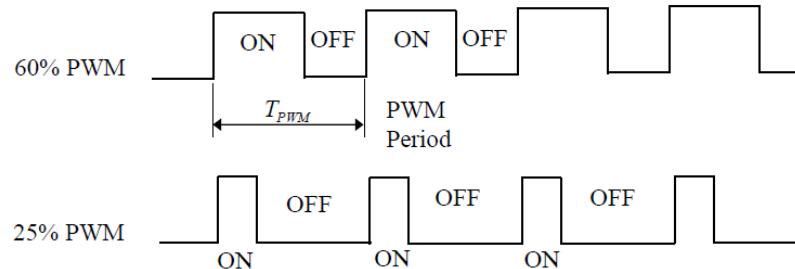 ON OFF ON OFF
60% PWM
T_PWM PWM
Period
OFF OFF OFF
25% PWM
ON ON ON